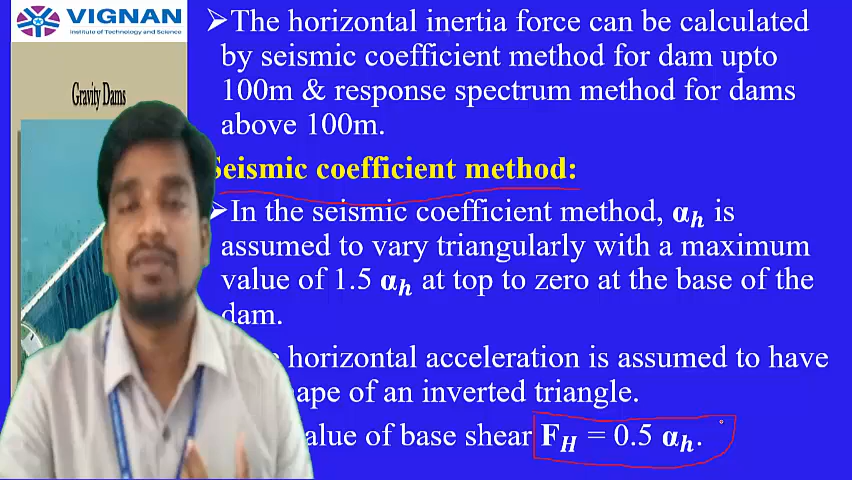 VIGNAN
Institute of Technology and Science
Gravity Dams
➢The horizontal inertia force can be calculated
by seismic coefficient method for dam upto
100m & response spectrum method for dams
above 100m.
Seismic coefficient method:
➢In the seismic coefficient method, αh is
assumed to vary triangularly with a maximum
value of 1.5 αh at top to zero at the base of the
dam.
horizontal acceleration is assumed to have
of an inverted triangle.
of base shear FH = 0.5 αh.